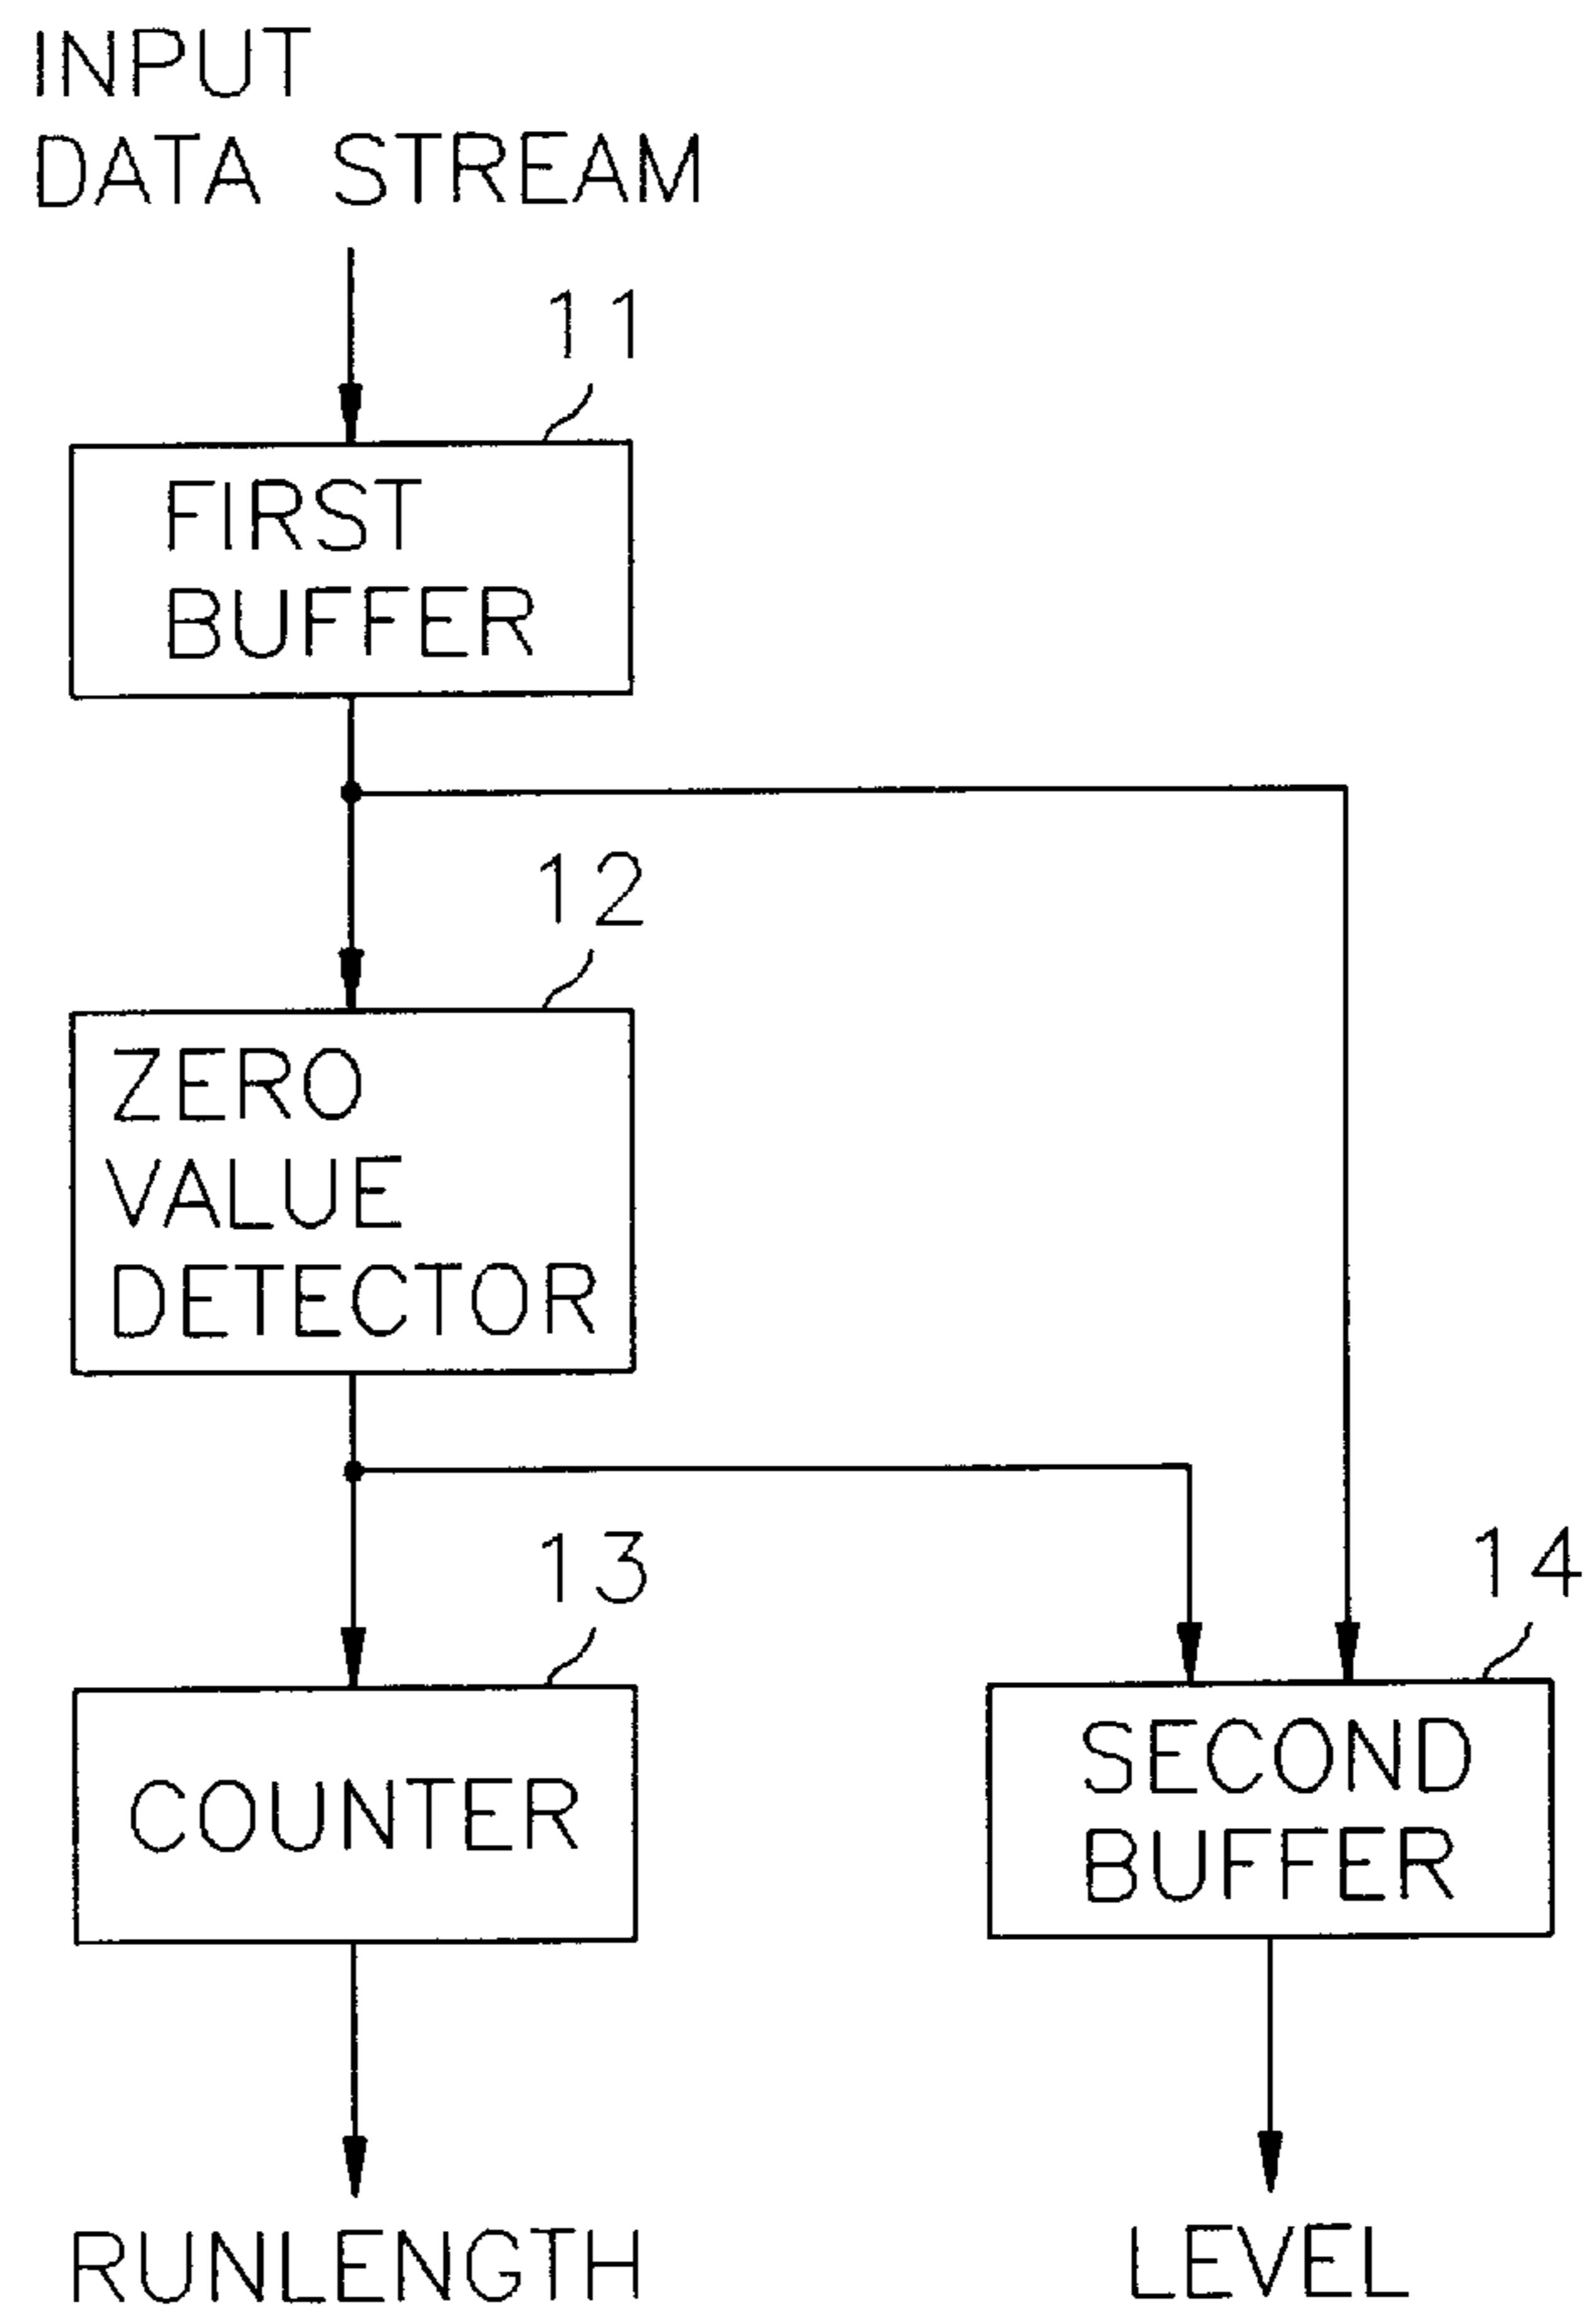 INPUT
DATA STREAM
11
FIRST
BUFFER
12
ZERO
VALUE
DETECTOR
13
COUNTER
14
SECOND
BUFFER
RUNLENGTH
LEVEL